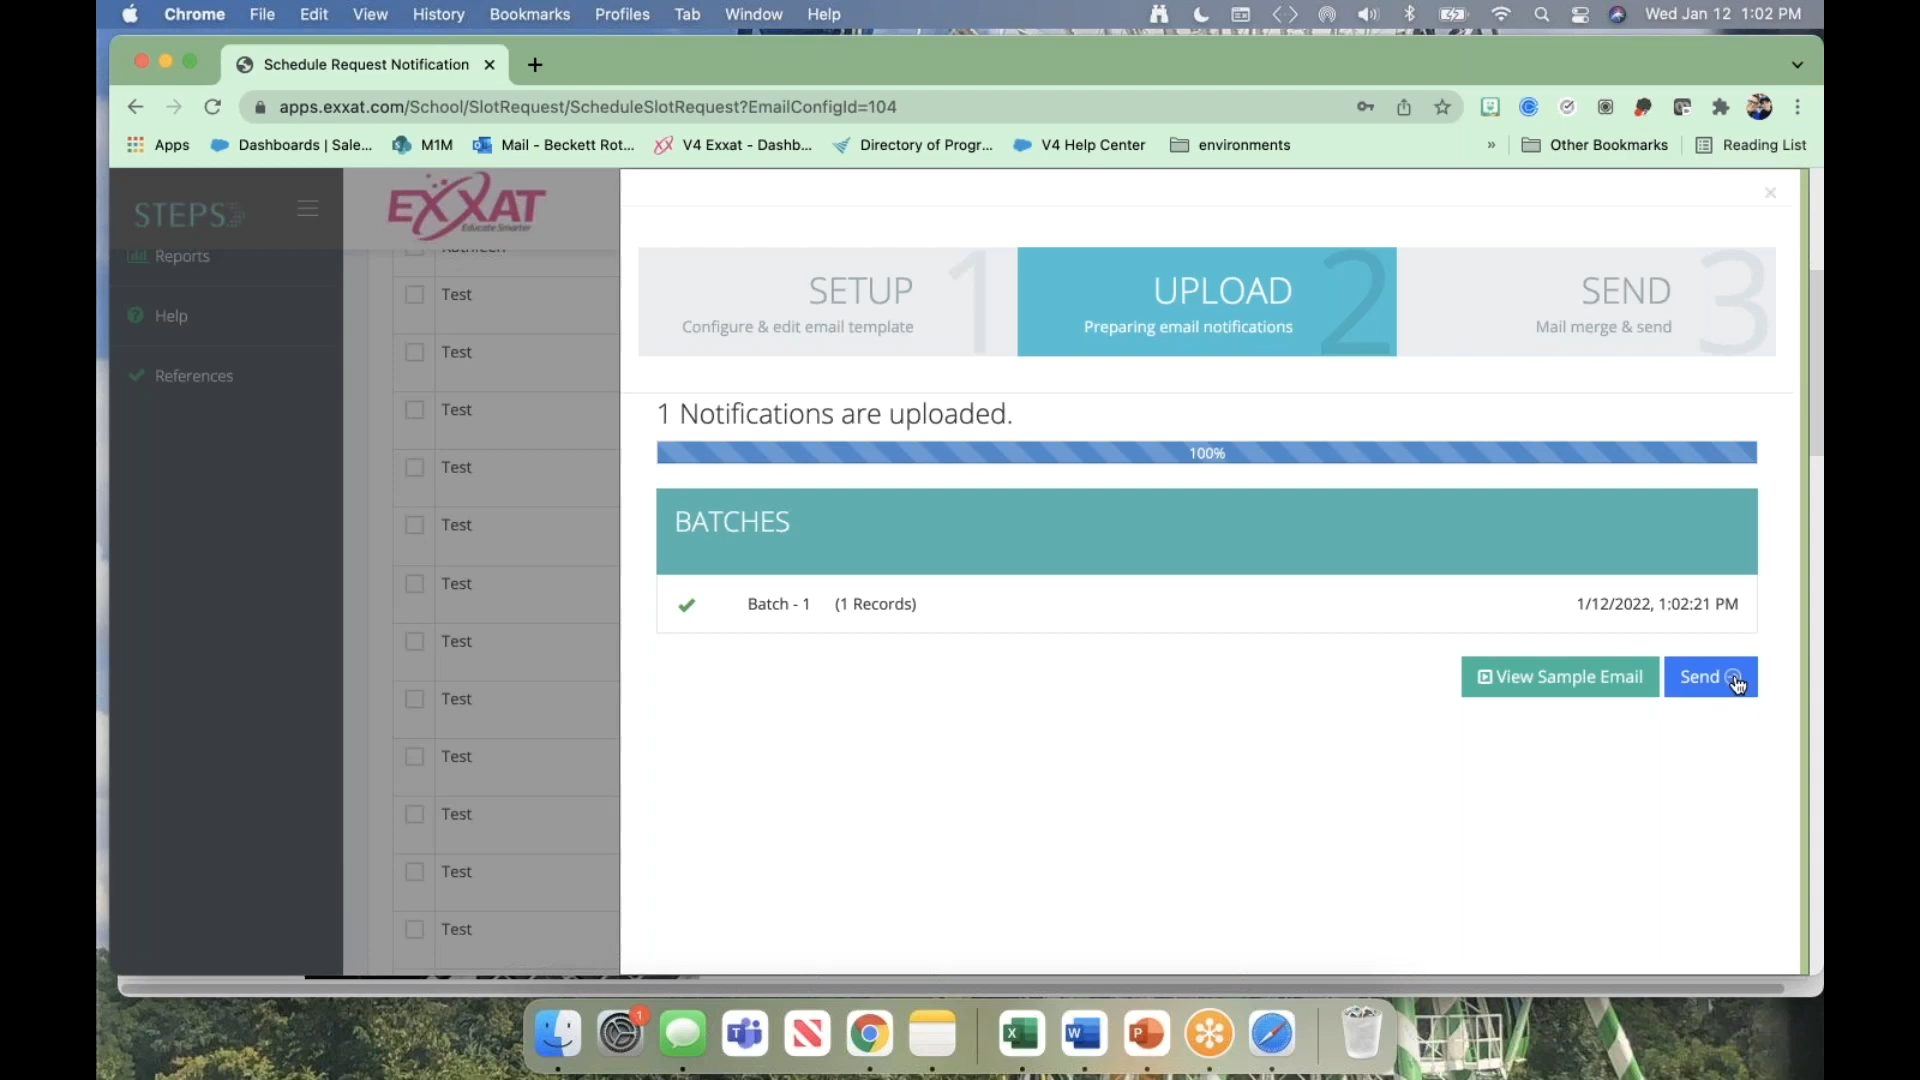 Chrome File Edit View History Bookmarks Profiles Tab Window Help Wed Jan 12 1:02 PM
Schedule Request Notification
apps.exxat.com/School/SlotRequest/ScheduleSlotRequest?EmailConfigId=104
Apps Dashboards | Sale... M1M Mail - Beckett Rot... V4 Exxat - Dashb... Directory of Progr... V4 Help Center environments » Other Bookmarks Reading List
STEPS
EXXAT
Educate Smarter
Reports
Help
References
Kathleen
Test
Test
Test
Test
Test
Test
Test
Test
Test
Test
Test
Test
SETUP 1
Configure & edit email template
UPLOAD 2
Preparing email notifications
SEND 3
Mail merge & send
1 Notifications are uploaded.
100%
BATCHES
Batch - 1 (1 Records) 1/12/2022, 1:02:21 PM
View Sample Email Send
1